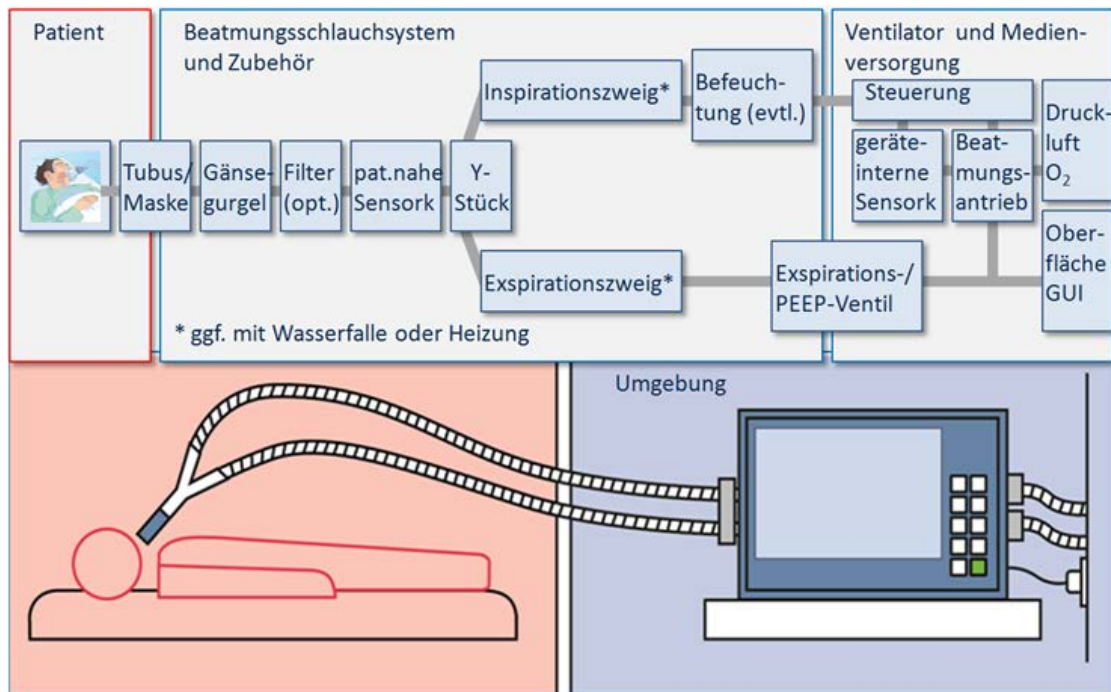 Patient
Beatmungsschlauchsystem
und Zubehör
Ventilator und Medien-
versorgung
Tubus/
Maske
Gänse-
gurgel
Filter
(opt.)
pat.nahe
Sensork
Y-
Stück
Inspirationszweig*
Befeuch-
tung (evtl.)
Exspirationszweig*
Exspirations-/
PEEP-Ventil
Steuerung
geräte-
interne
Sensork
Beat-
mungs-
antrieb
Druck-
luft
O₂
Ober-
fläche
GUI
* ggf. mit Wasserfalle oder Heizung
Umgebung